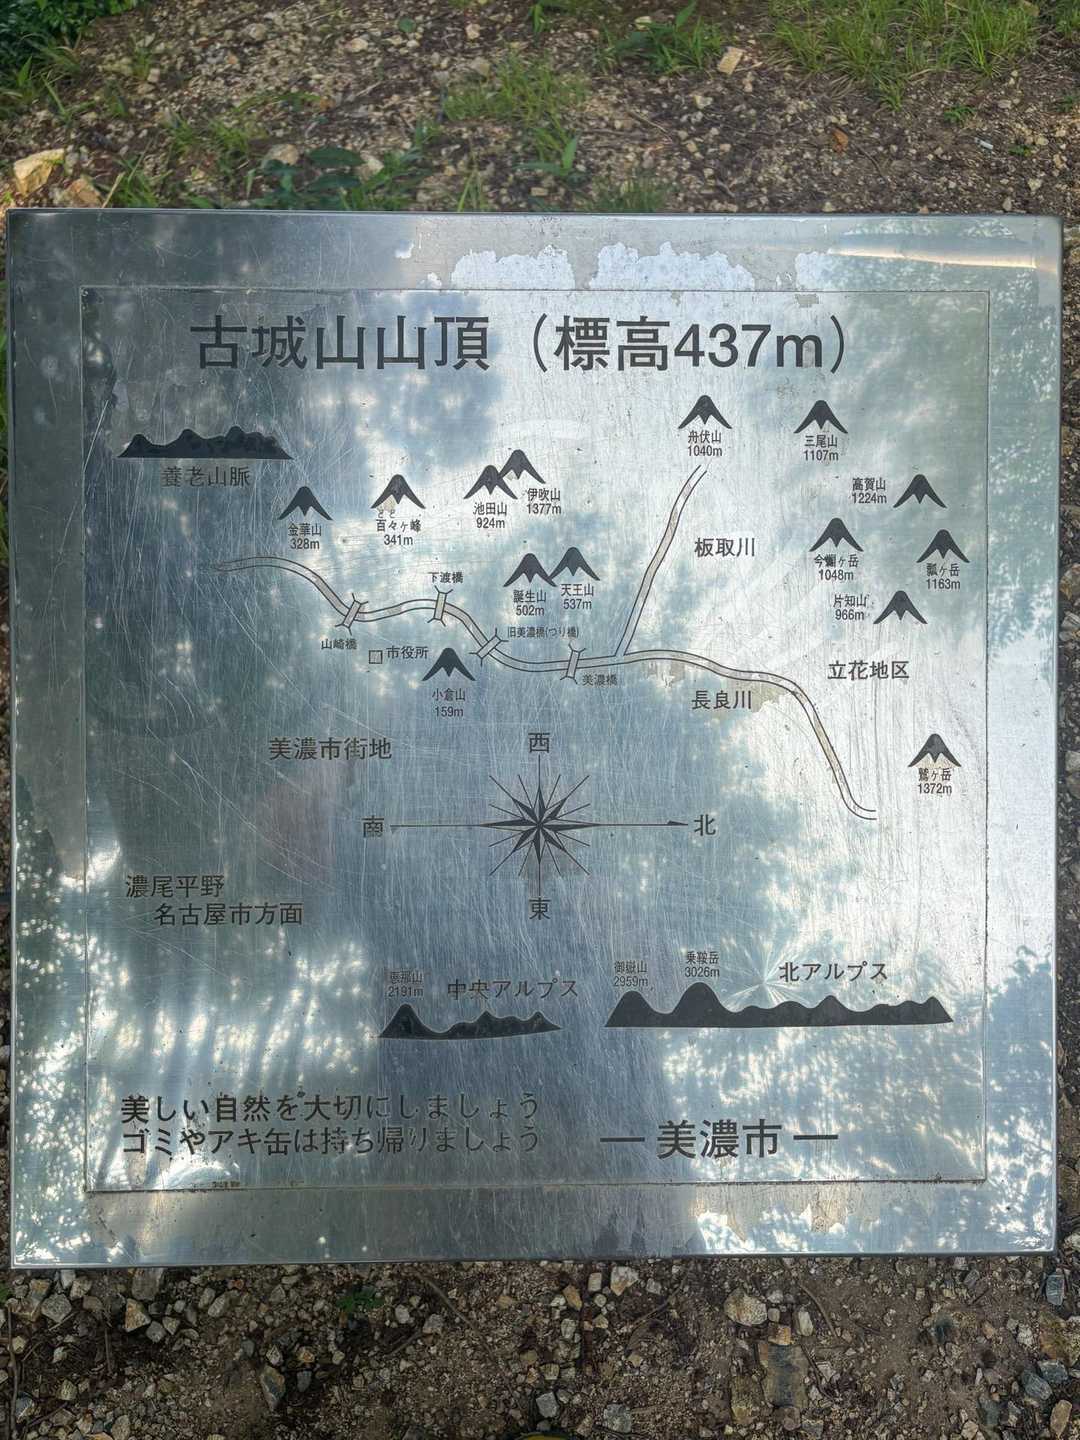 古城山山頂（標高437m）
舟伏山
1040m
三尾山
1107m
養老山脈
高賀山
1224m
伊吹山
1377m
池田山
924m
金華山
328m
どど
百々ヶ峰
341m
板取川
今淵ヶ岳
1048m
瓢ヶ岳
1163m
下渡橋
誕生山
502m
天王山
537m
片知山
966m
山崎橋
市役所
旧美濃橋(つり橋)
美濃橋
小倉山
159m
立花地区
長良川
美濃市街地
西
鷲ヶ岳
1372m
南
北
濃尾平野
名古屋市方面
東
恵那山
2191m
中央アルプス
御嶽山
2959m
乗鞍岳
3026m
北アルプス
美しい自然を大切にしましょう
ゴミやアキ缶は持ち帰りましょう
― 美濃市 ―